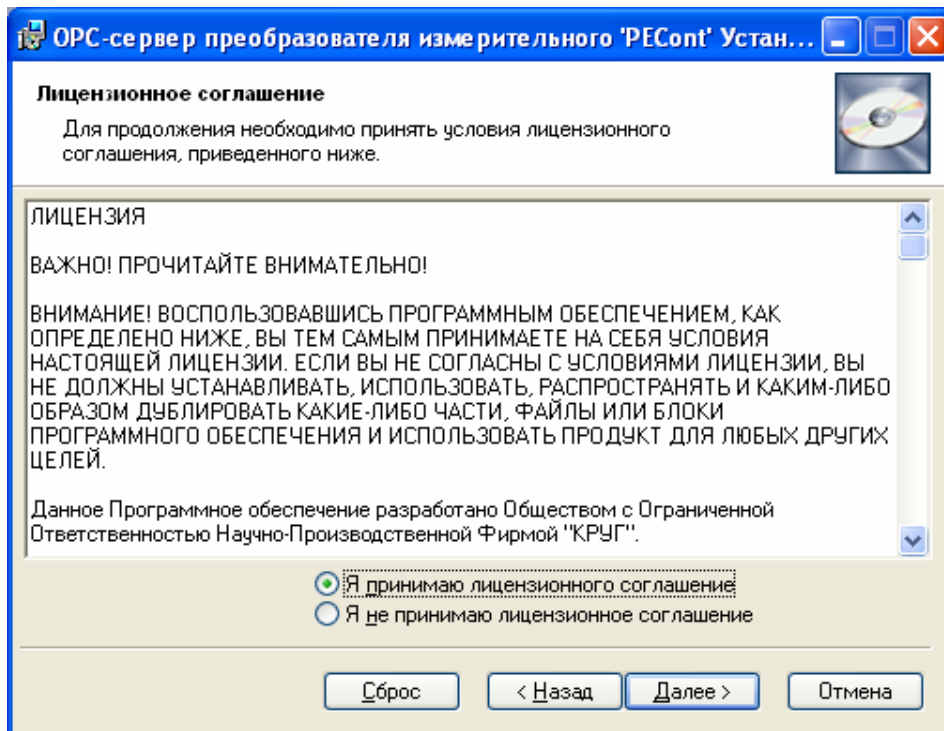 ОРС-сервер преобразователя измерительного 'PECont' Устан...
Лицензионное соглашение
Для продолжения необходимо принять условия лицензионного
соглашения, приведенного ниже.
ЛИЦЕНЗИЯ
ВАЖНО! ПРОЧИТАЙТЕ ВНИМАТЕЛЬНО!
ВНИМАНИЕ! ВОСПОЛЬЗОВАВШИСЬ ПРОГРАММНЫМ ОБЕСПЕЧЕНИЕМ, КАК
ОПРЕДЕЛЕНО НИЖЕ, ВЫ ТЕМ САМЫМ ПРИНИМАЕТЕ НА СЕБЯ УСЛОВИЯ
НАСТОЯЩЕЙ ЛИЦЕНЗИИ. ЕСЛИ ВЫ НЕ СОГЛАСНЫ С УСЛОВИЯМИ ЛИЦЕНЗИИ, ВЫ
НЕ ДОЛЖНЫ УСТАНАВЛИВАТЬ, ИСПОЛЬЗОВАТЬ, РАСПРОСТРАНЯТЬ И КАКИМ-ЛИБО
ОБРАЗОМ ДУБЛИРОВАТЬ КАКИЕ-ЛИБО ЧАСТИ, ФАЙЛЫ ИЛИ БЛОКИ
ПРОГРАММНОГО ОБЕСПЕЧЕНИЯ И ИСПОЛЬЗОВАТЬ ПРОДУКТ ДЛЯ ЛЮБЫХ ДРУГИХ
ЦЕЛЕЙ.
Данное Программное обеспечение разработано Обществом с Ограниченной
Ответственностью Научно-Производственной Фирмой "КРУГ".
Я принимаю лицензионного соглашение
Я не принимаю лицензионное соглашение
Сброс
< Назад
Далее >
Отмена